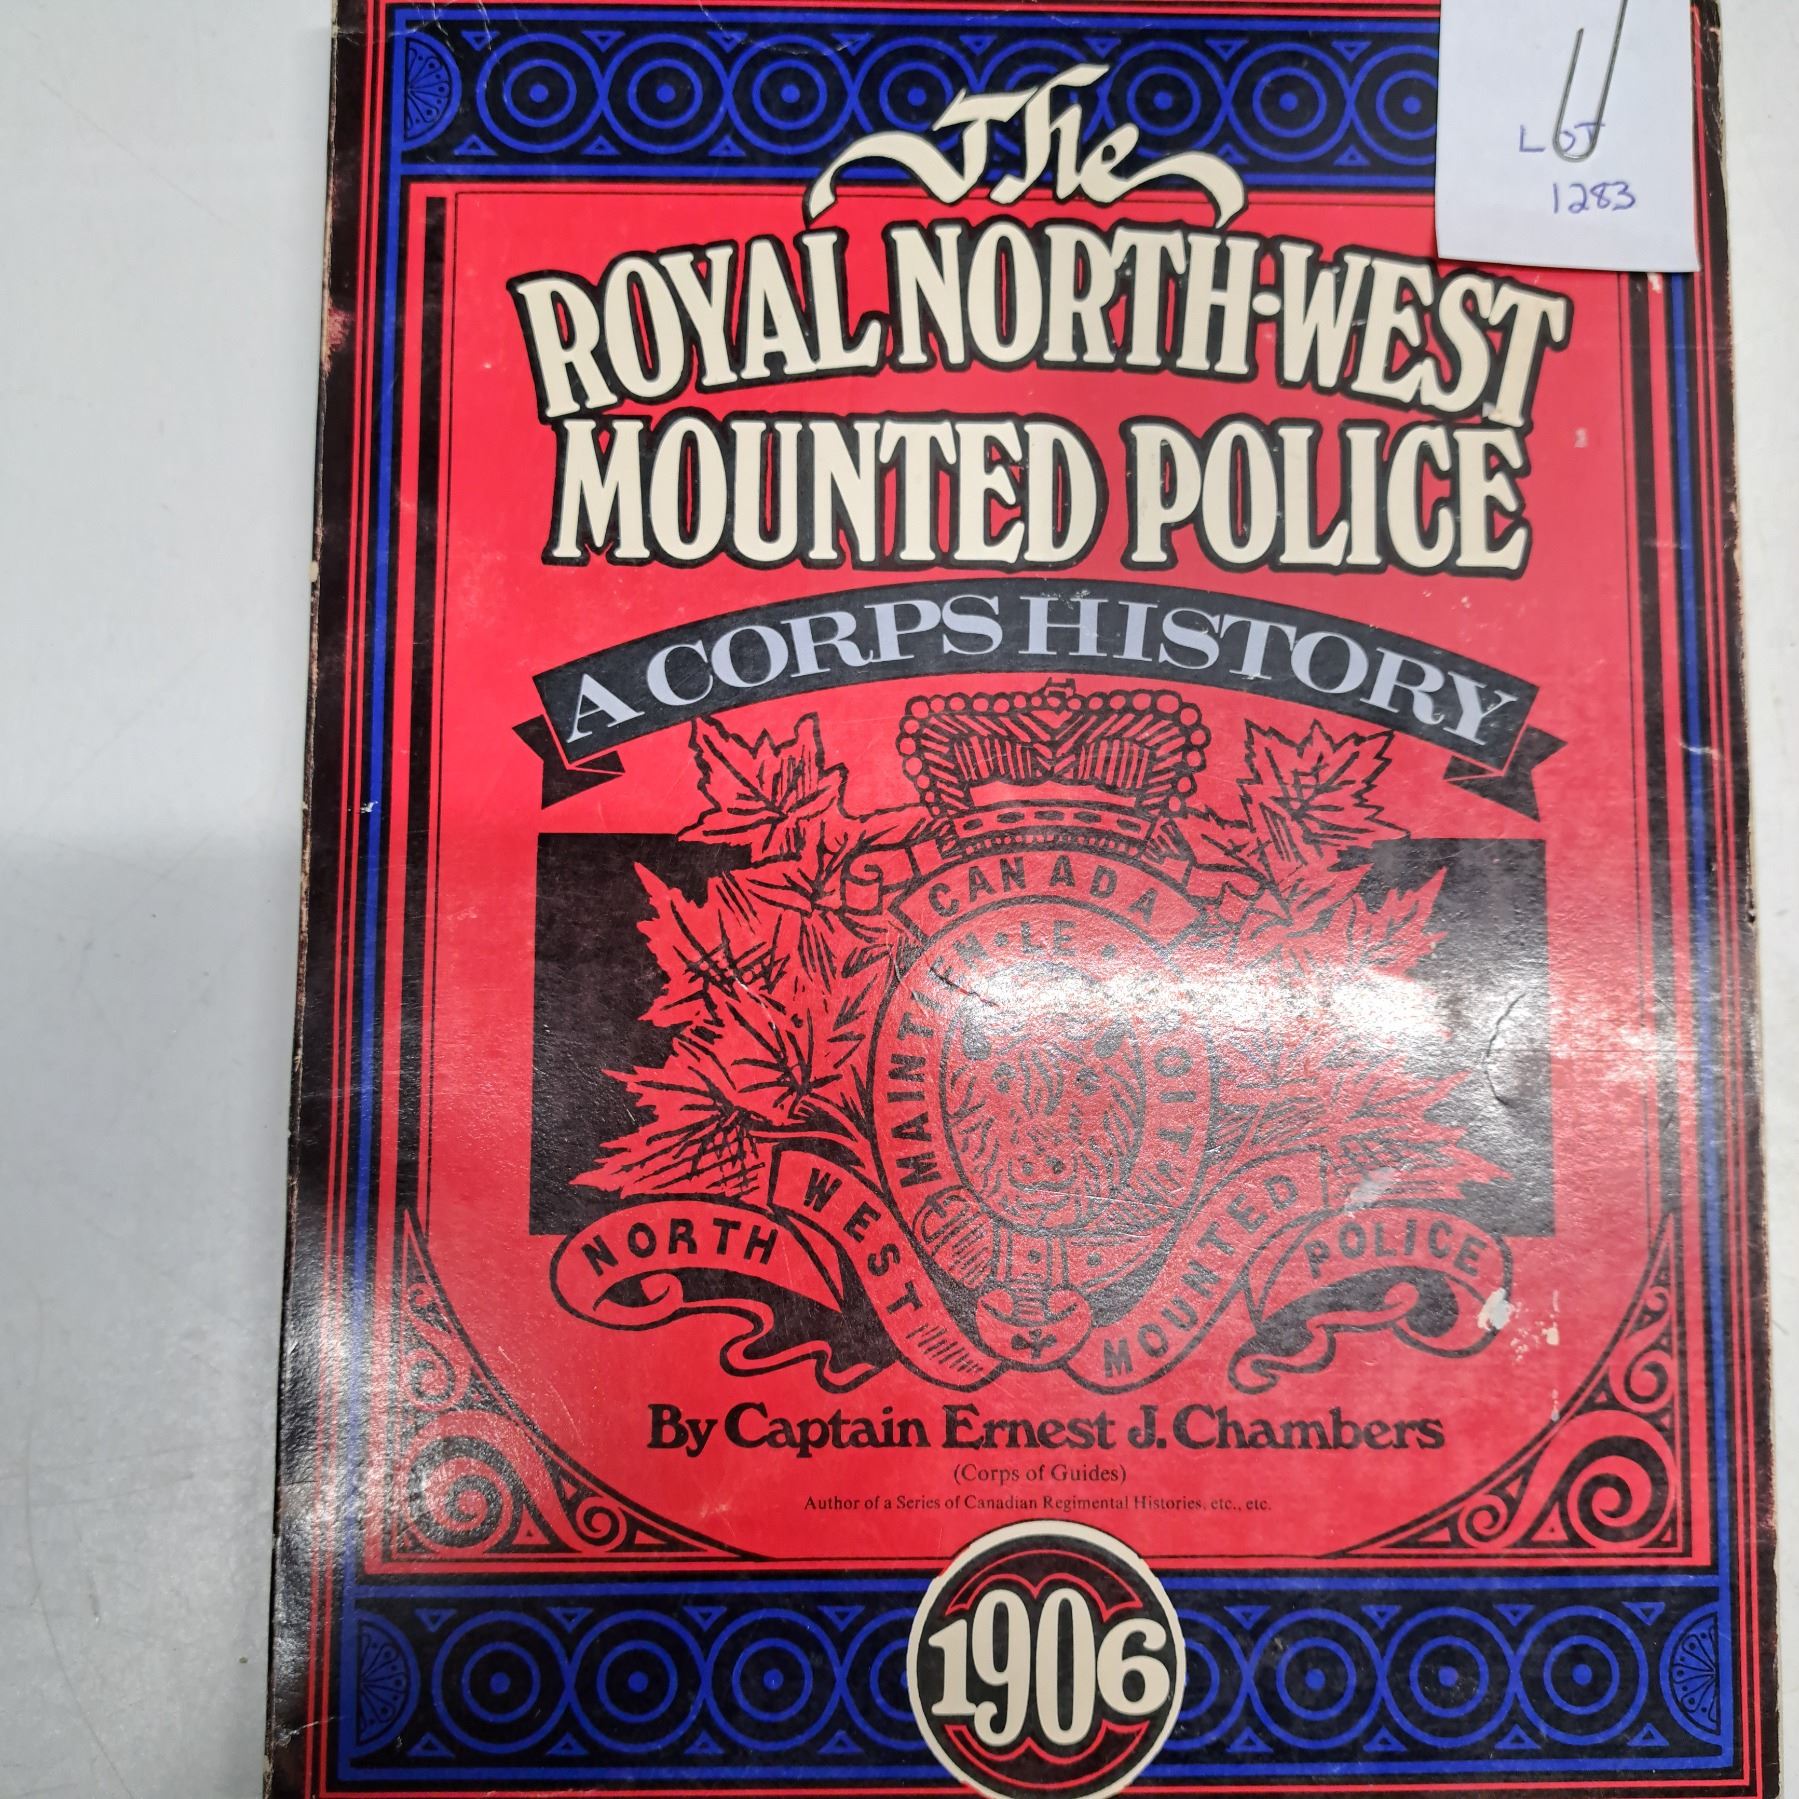 LOT
1283
The
ROYAL NORTH-WEST
MOUNTED POLICE
A CORPS HISTORY
CANADA
MAINTIEN · LE ·
NORTH WEST MOUNTED POLICE
By Captain Ernest J. Chambers
(Corps of Guides)
Author of a Series of Canadian Regimental Histories, etc., etc.
1906